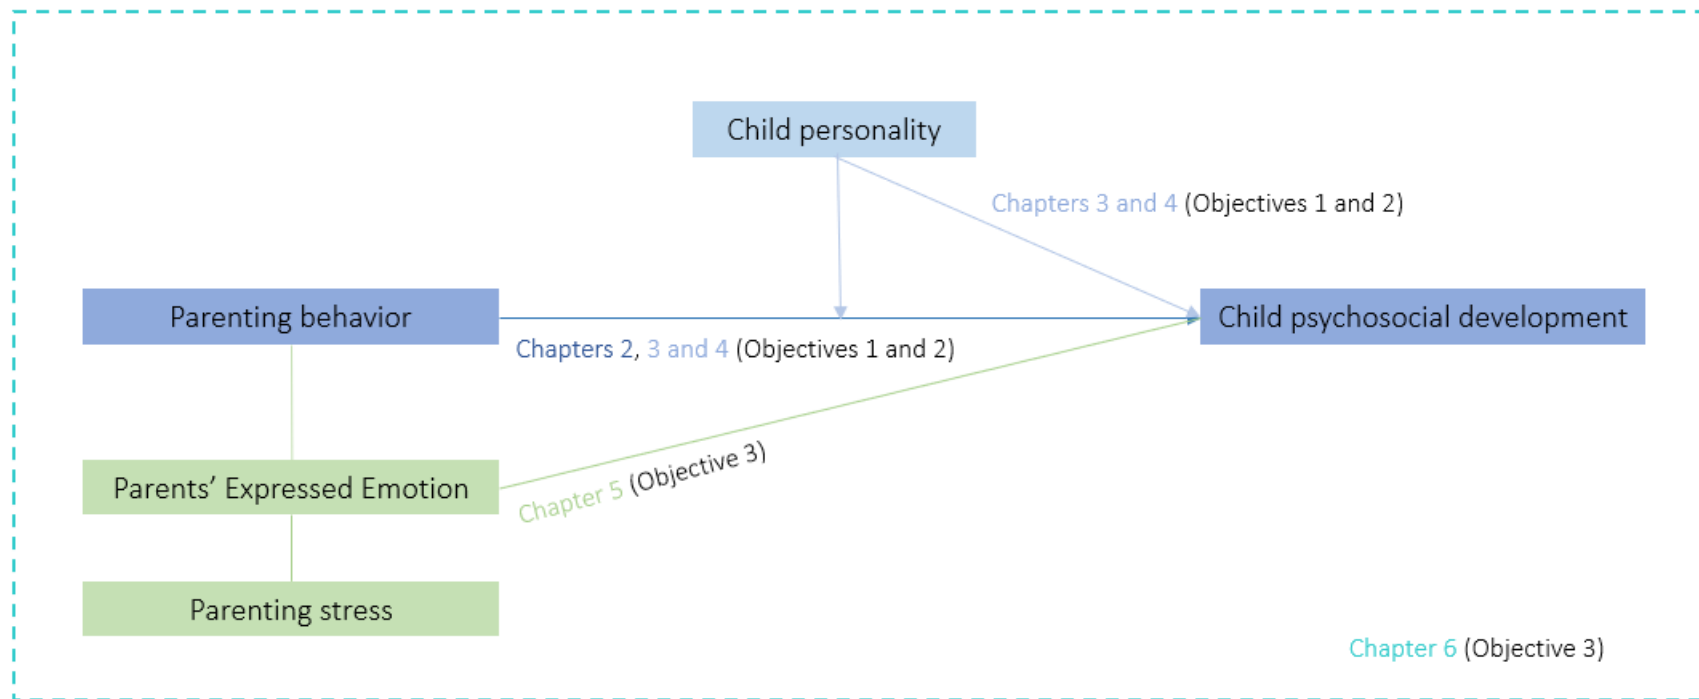 Child personality
Chapters 3 and 4 (Objectives 1 and 2)
Parenting behavior
Child psychosocial development
Chapters 2, 3 and 4 (Objectives 1 and 2)
Parents’ Expressed Emotion
Chapter 5 (Objective 3)
Parenting stress
Chapter 6 (Objective 3)